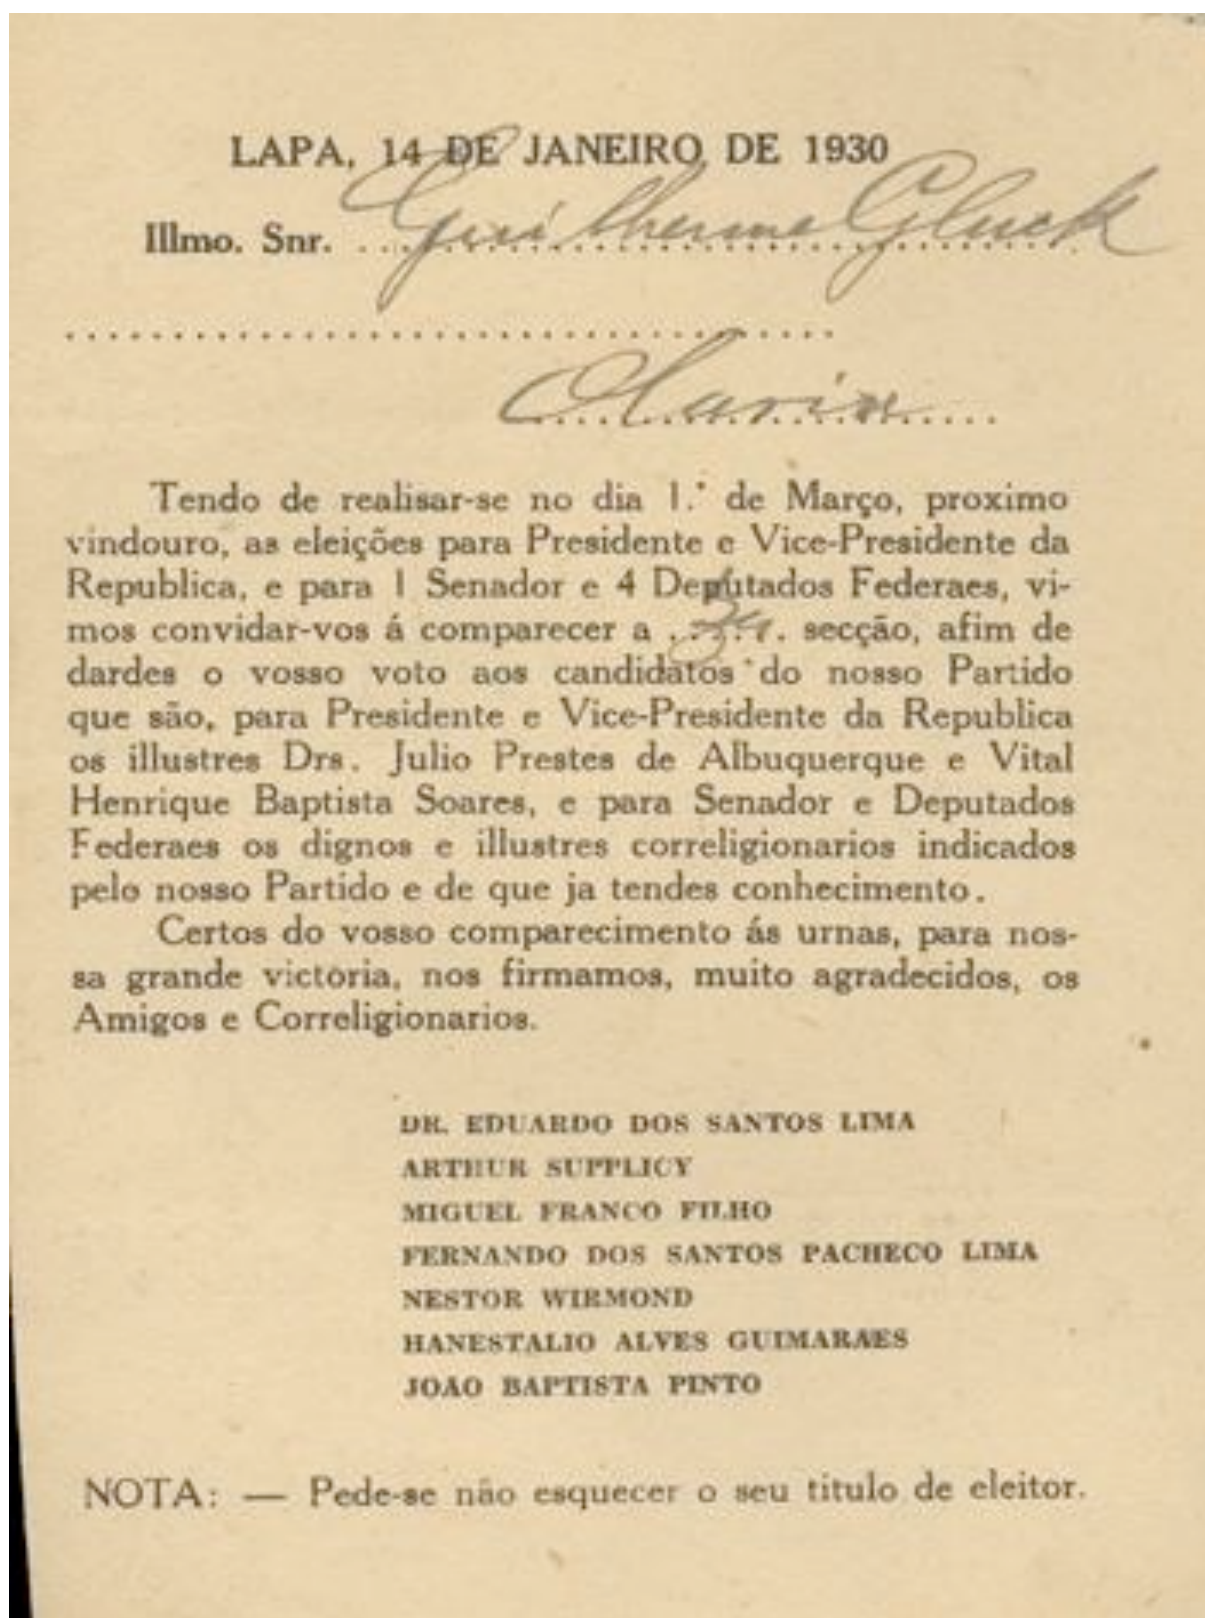 LAPA, 14 DE JANEIRO DE 1930
Illmo. Snr. Guilherme Gluck
Tendo de realisar-se no dia 1.º de Março, proximo
vindouro, as eleições para Presidente e Vice-Presidente da
Republica, e para 1 Senador e 4 Deputados Federaes, vi-
mos convidar-vos á comparecer a 3ª. secção, afim de
dardes o vosso voto aos candidatos do nosso Partido
que são, para Presidente e Vice-Presidente da Republica
os illustres Drs. Julio Prestes de Albuquerque e Vital
Henrique Baptista Soares, e para Senador e Deputados
Federaes os dignos e illustres correligionarios indicados
pelo nosso Partido e de que ja tendes conhecimento.
Certos do vosso comparecimento ás urnas, para nos-
sa grande victoria, nos firmamos, muito agradecidos, os
Amigos e Correligionarios.
DR. EDUARDO DOS SANTOS LIMA
ARTHUR SUPPLICY
MIGUEL FRANCO FILHO
FERNANDO DOS SANTOS PACHECO LIMA
NESTOR WIRMOND
HANESTALIO ALVES GUIMARAES
JOÃO BAPTISTA PINTO
NOTA: — Pede-se não esquecer o seu titulo de eleitor.